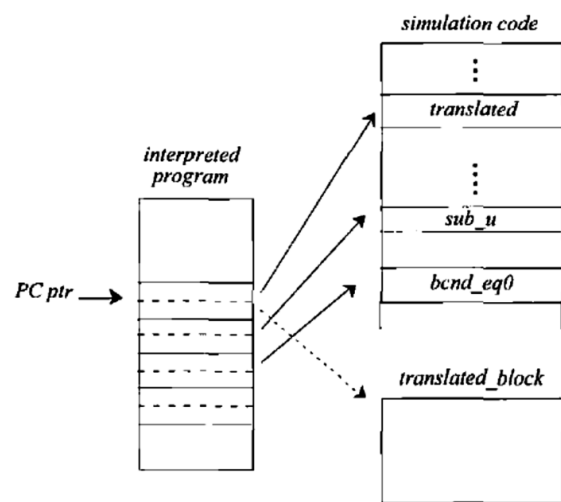 simulation code
translated
interpreted
program
sub_u
PC ptr
bcnd_eq0
translated_block